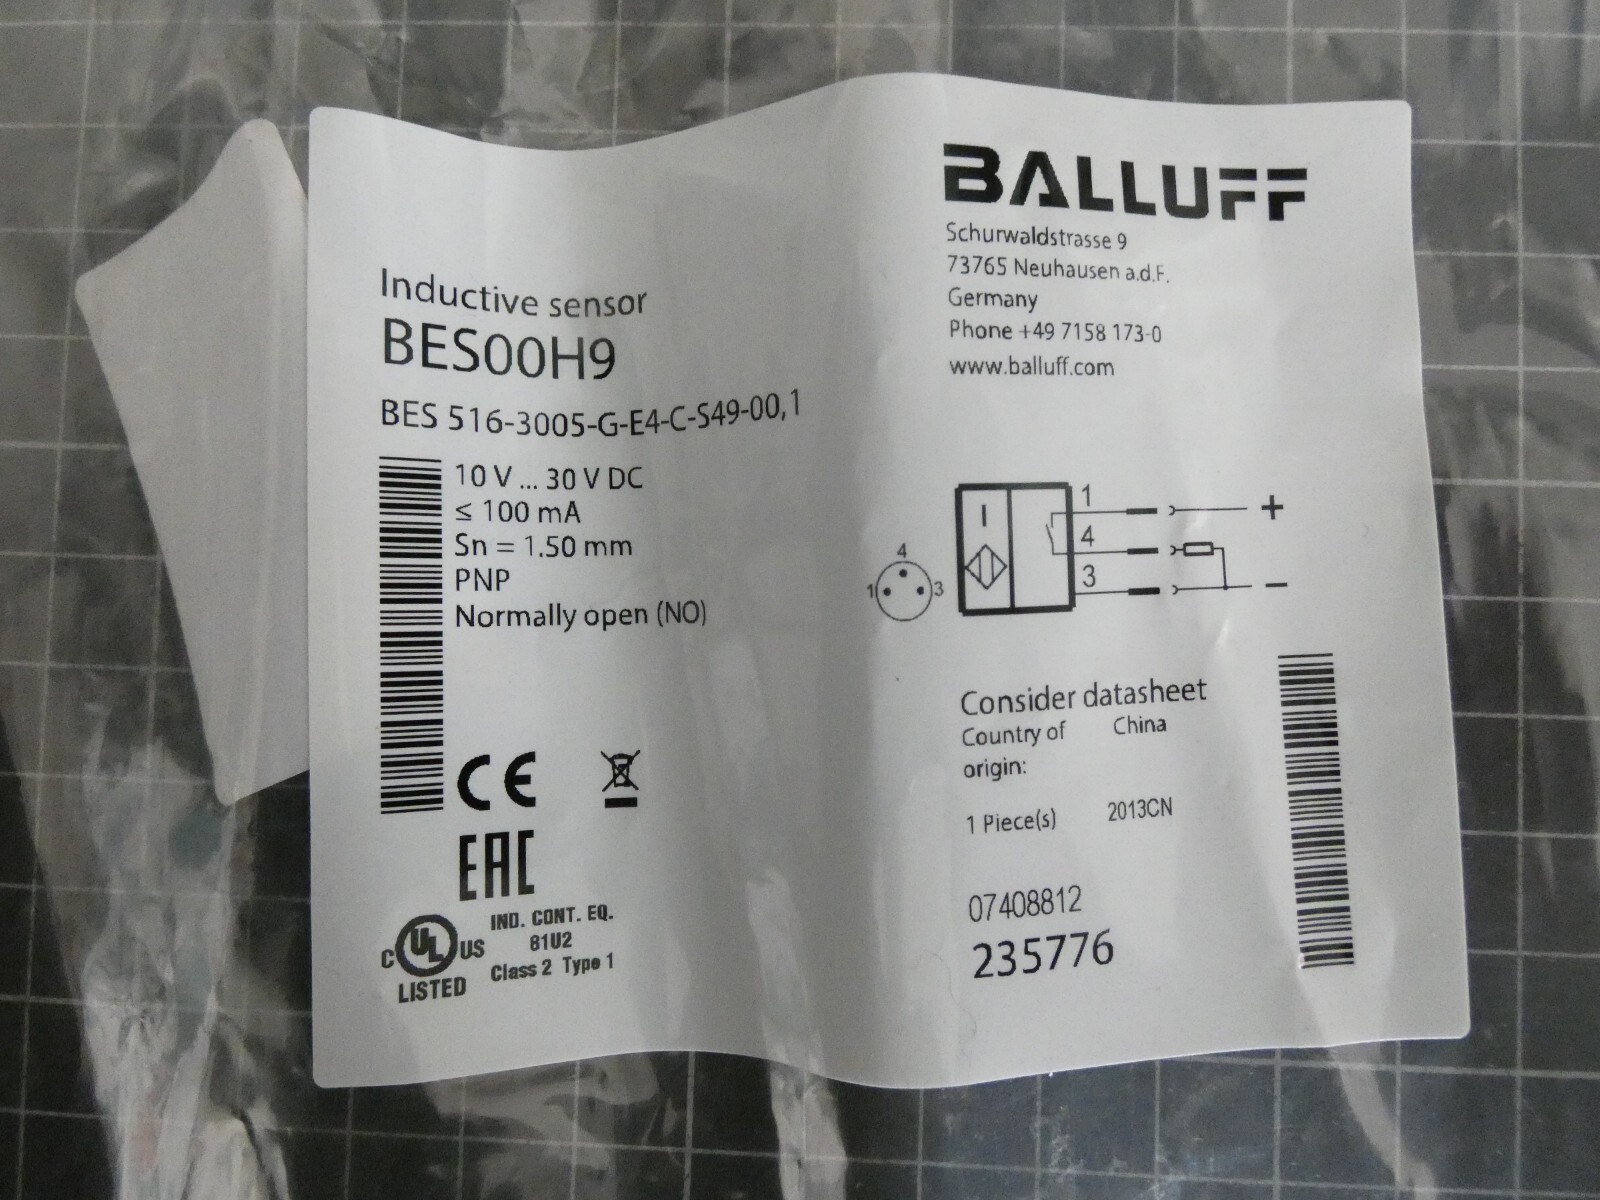 BALLUFF
Schurwaldstrasse 9
73765 Neuhausen a.d.F.
Germany
Phone +49 7158 173-0
www.balluff.com
Inductive sensor
BES00H9
BES 516-3005-G-E4-C-S49-00,1
10 V ... 30 V DC
≤ 100 mA
Sn = 1.50 mm
PNP
Normally open (NO)
1
+
4
4
3
1
3
−
I
Consider datasheet
Country of China
origin:
1 Piece(s) 2013CN
07408812
235776
CE
EAC
C UL US
LISTED
IND. CONT. EQ.
81U2
Class 2 Type 1